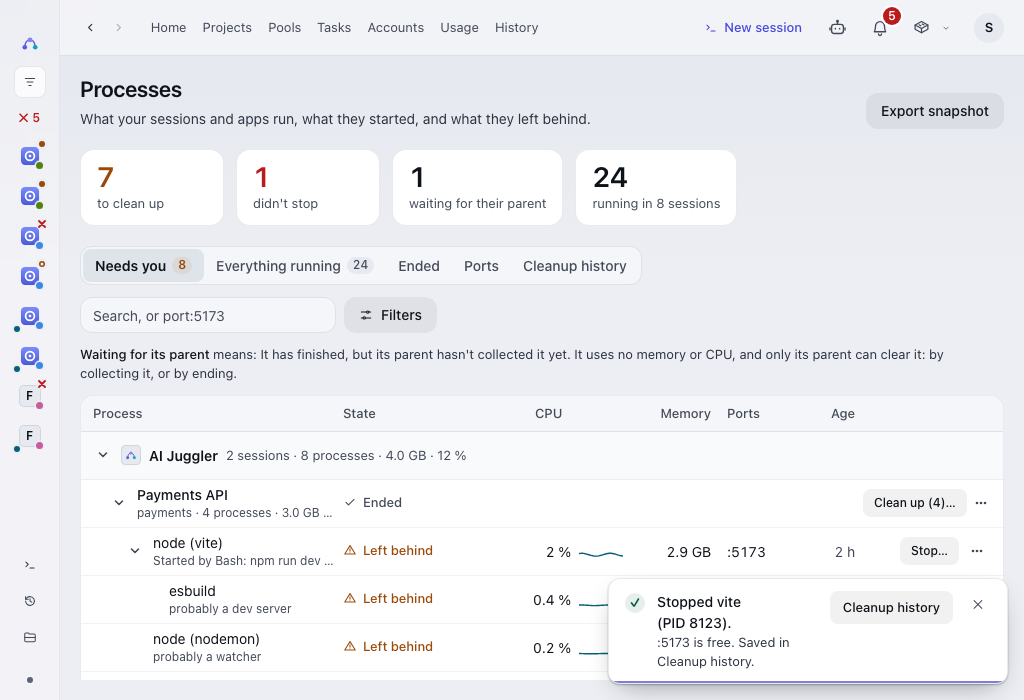 Home Projects Pools Tasks Accounts Usage History
New session
5
S
5
Processes
What your sessions and apps run, what they started, and what they left behind.
Export snapshot
7
to clean up
1
didn't stop
1
waiting for their parent
24
running in 8 sessions
Needs you 8
Everything running 24
Ended
Ports
Cleanup history
Search, or port:5173
Filters
Waiting for its parent means: It has finished, but its parent hasn't collected it yet. It uses no memory or CPU, and only its parent can clear it: by
collecting it, or by ending.
Process State CPU Memory Ports Age
AI Juggler 2 sessions · 8 processes · 4.0 GB · 12 %
Payments API
payments · 4 processes · 3.0 GB ...
Ended
Clean up (4)...
node (vite)
Started by Bash: npm run dev ...
Left behind
2 %
2.9 GB
:5173
2 h
Stop...
esbuild
probably a dev server
Left behind
0.4 %
node (nodemon)
probably a watcher
Left behind
0.2 %
Stopped vite
(PID 8123).
:5173 is free. Saved in
Cleanup history.
Cleanup history
F
F